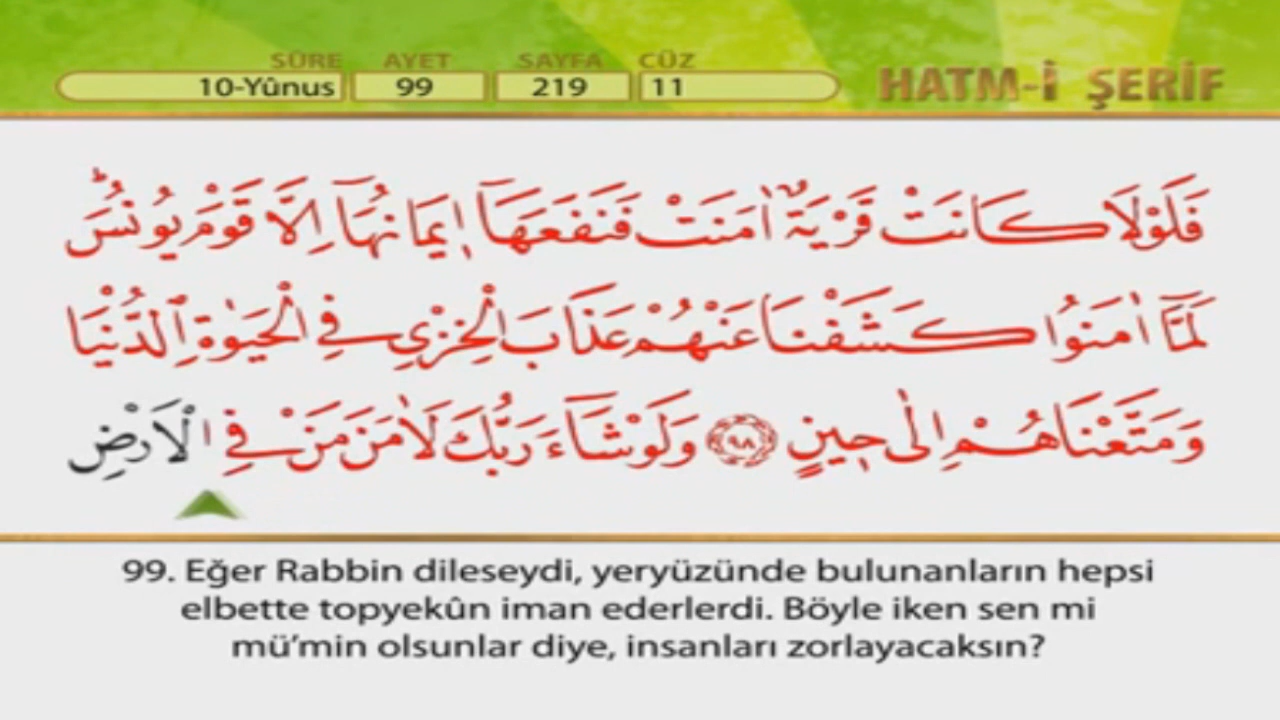 SÛRE AYET SAYFA CÜZ
10-Yûnus 99 219 11
HATM-İ ŞERİF
فَلَوْلَا كَانَتْ قَرْيَةٌ اٰمَنَتْ فَنَفَعَهَٓا ا۪يمَانُهَٓا اِلَّا قَوْمَ يُونُسَۜ
لَمَّٓا اٰمَنُوا كَشَفْنَا عَنْهُمْ عَذَابَ الْخِزْيِ فِي الْحَيٰوةِ الدُّنْيَا
وَمَتَّعْنَاهُمْ اِلٰى ح۪ينٍ ﴿٩٨﴾ وَلَوْ شَٓاءَ رَبُّكَ لَاٰمَنَ مَنْ فِي الْاَرْضِ
99. Eğer Rabbin dileseydi, yeryüzünde bulunanların hepsi
elbette topyekûn iman ederlerdi. Böyle iken sen mi
mü’min olsunlar diye, insanları zorlayacaksın?